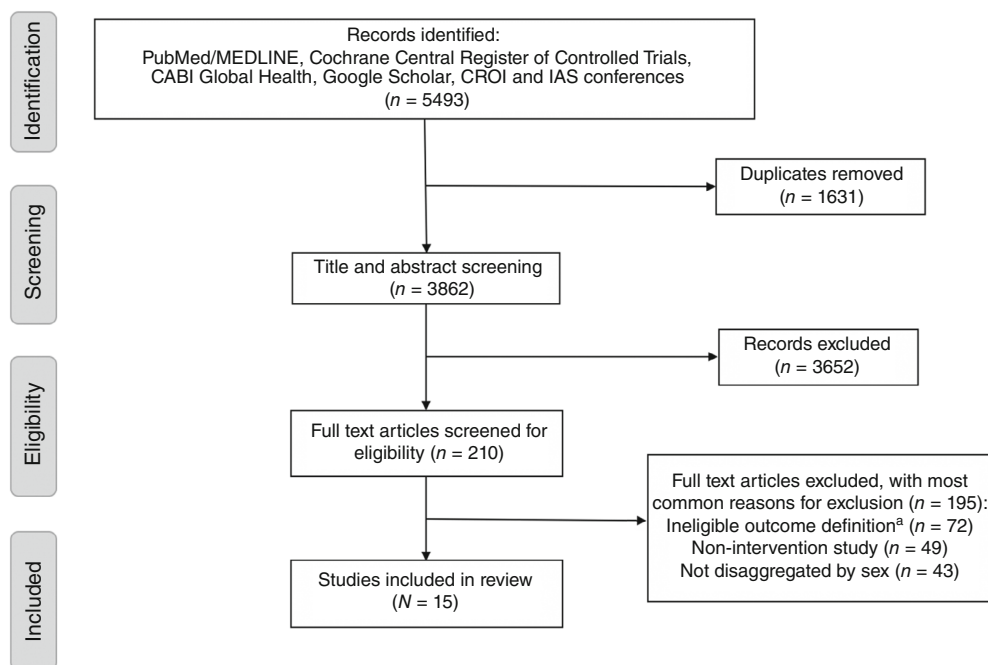 Identification
Records identified:
PubMed/MEDLINE, Cochrane Central Register of Controlled Trials,
CABI Global Health, Google Scholar, CROI and IAS conferences
(n = 5493)
Duplicates removed
(n = 1631)
Screening
Title and abstract screening
(n = 3862)
Records excluded
(n = 3652)
Eligibility
Full text articles screened for
eligibility (n = 210)
Full text articles excluded, with most
common reasons for exclusion (n = 195):
Ineligible outcome definitionᵃ (n = 72)
Non-intervention study (n = 49)
Not disaggregated by sex (n = 43)
Included
Studies included in review
(N = 15)